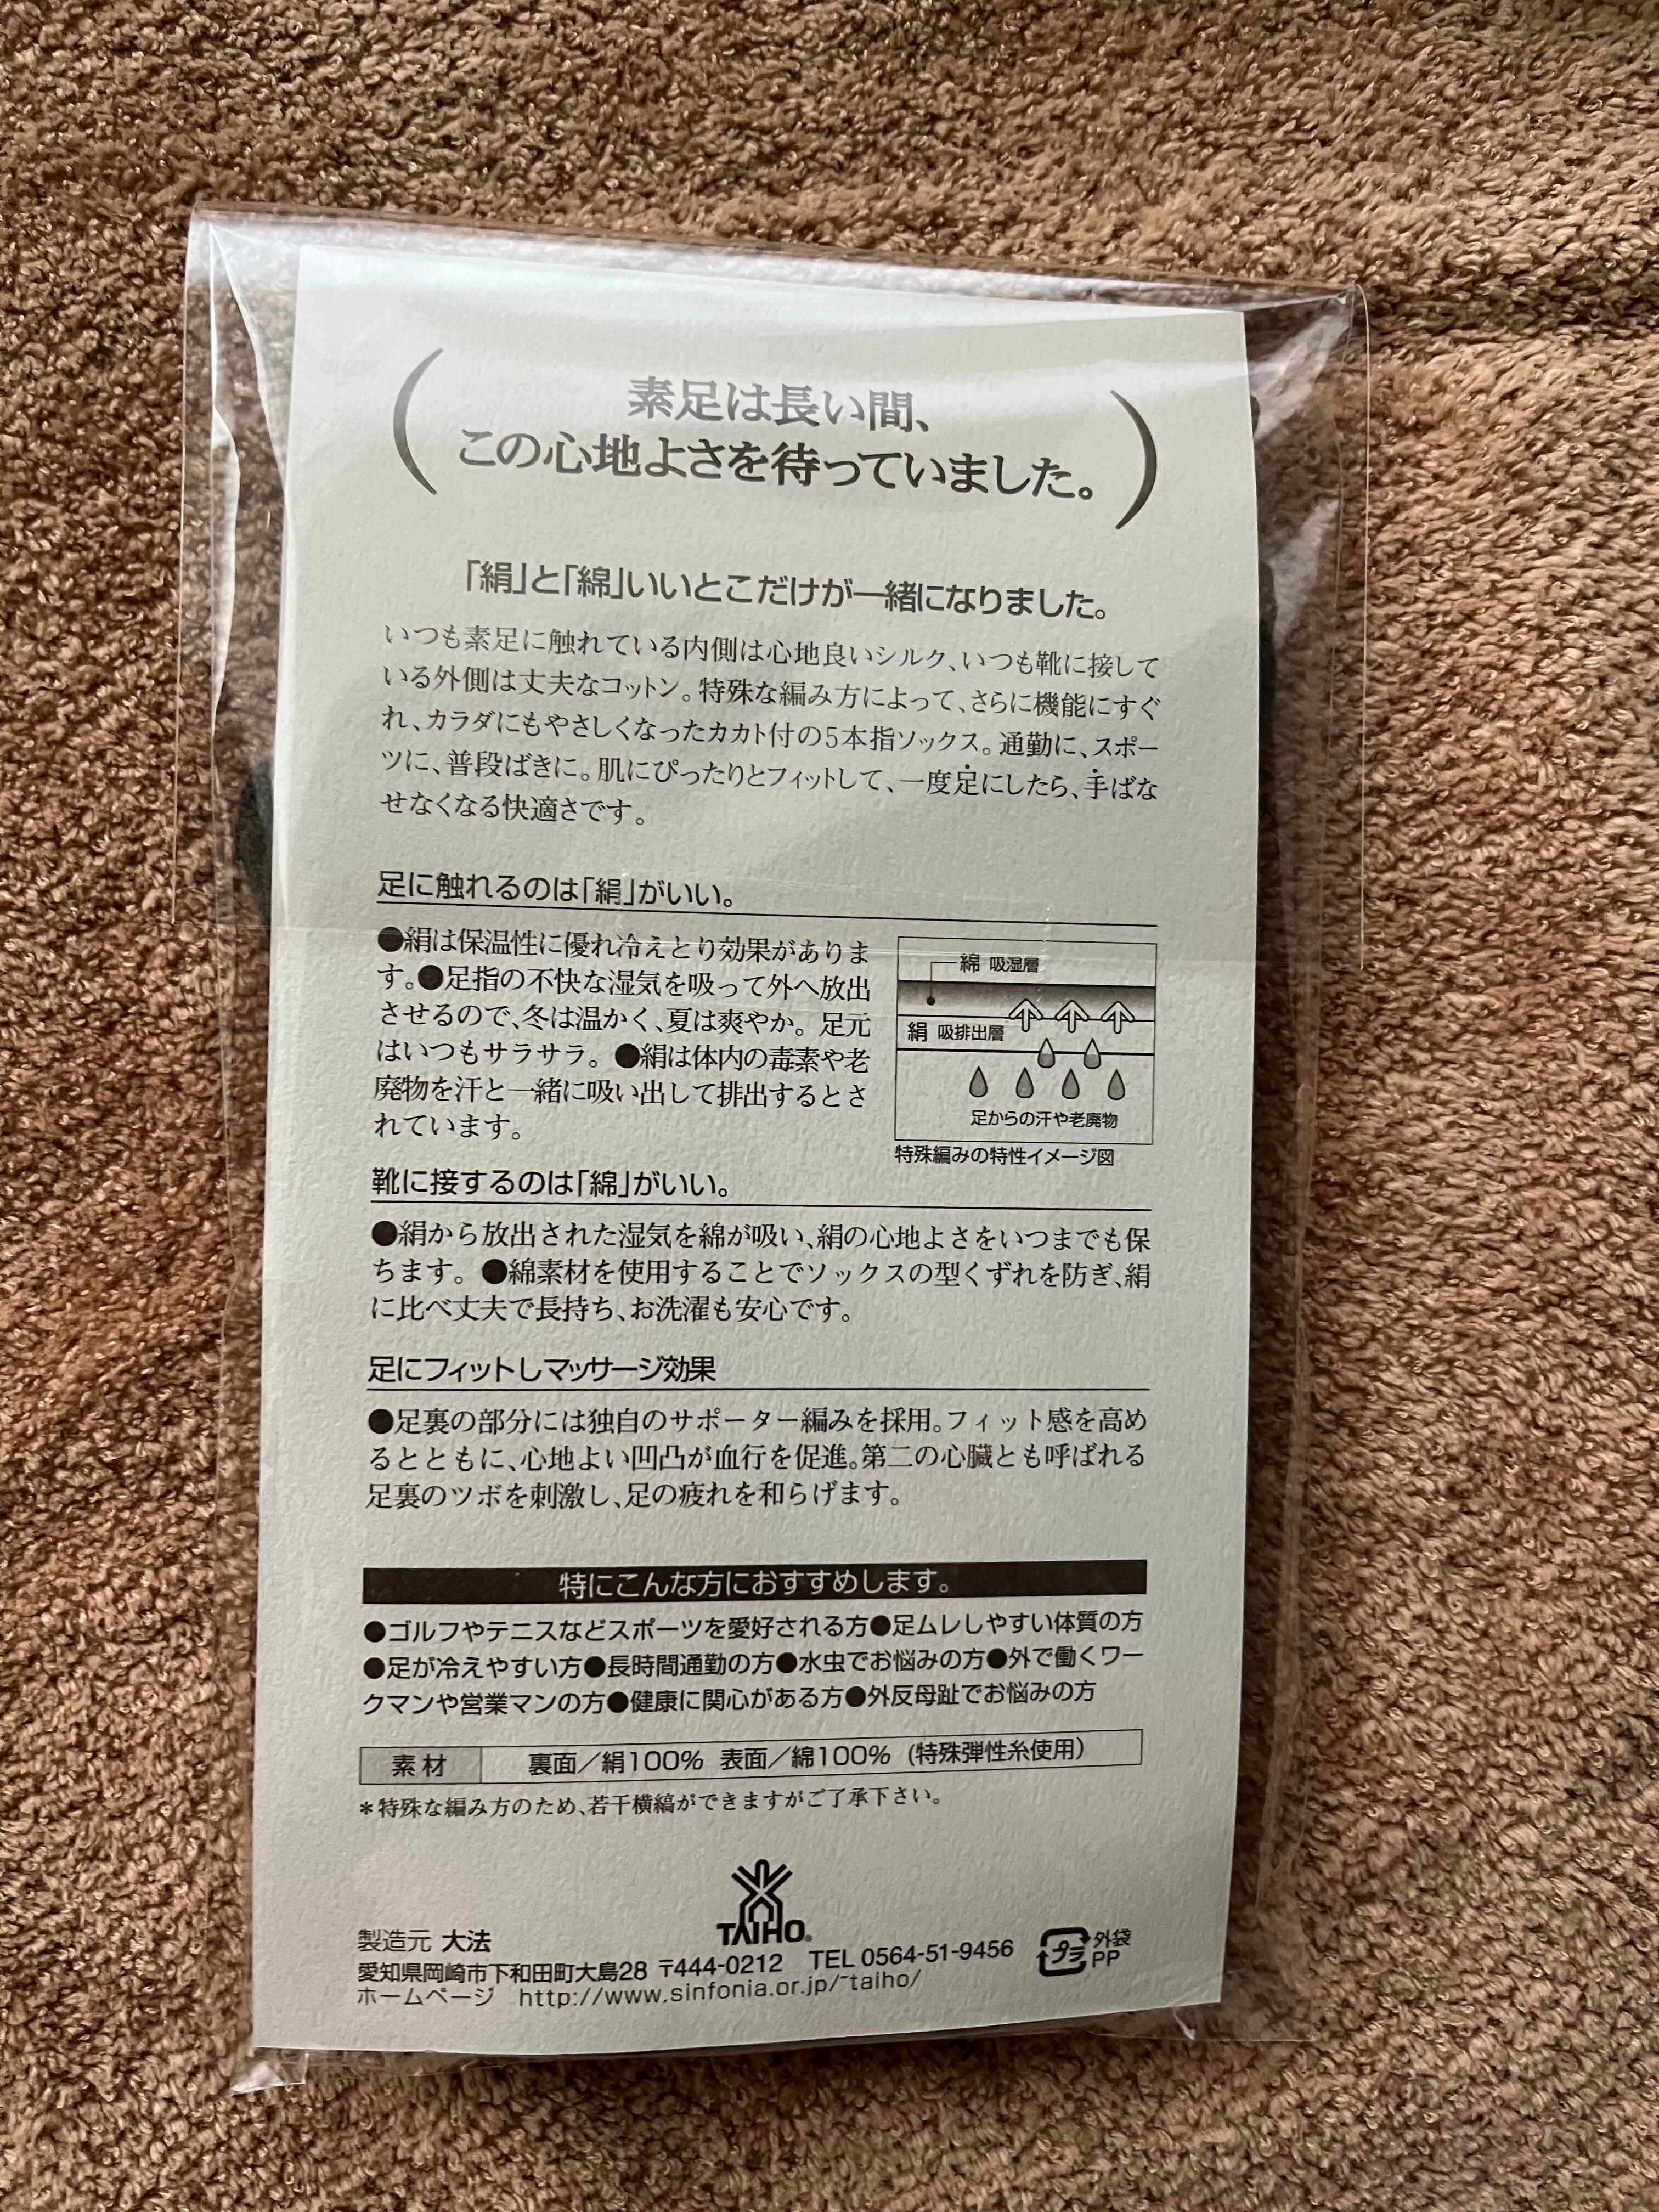 素足は長い間、
この心地よさを待っていました。
「絹」と「綿」いいとこだけが一緒になりました。
いつも素足に触れている内側は心地良いシルク、いつも靴に接して
いる外側は丈夫なコットン。特殊な編み方によって、さらに機能にすぐ
れ、カラダにもやさしくなったカカト付の5本指ソックス。通勤に、スポー
ツに、普段ばきに。肌にぴったりとフィットして、一度足にしたら、手ばな
せなくなる快適さです。
足に触れるのは「絹」がいい。
●絹は保温性に優れ冷えとり効果がありま
す。●足指の不快な湿気を吸って外へ放出
させるので、冬は温かく、夏は爽やか。足元
はいつもサラサラ。●絹は体内の毒素や老
廃物を汗と一緒に吸い出して排出するとさ
れています。
綿 吸湿層
絹 吸排出層
足からの汗や老廃物
特殊編みの特性イメージ図
靴に接するのは「綿」がいい。
●絹から放出された湿気を綿が吸い、絹の心地よさをいつまでも保
ちます。●綿素材を使用することでソックスの型くずれを防ぎ、絹
に比べ丈夫で長持ち、お洗濯も安心です。
足にフィットしマッサージ効果
●足裏の部分には独自のサポーター編みを採用。フィット感を高め
るとともに、心地よい凹凸が血行を促進。第二の心臓とも呼ばれる
足裏のツボを刺激し、足の疲れを和らげます。
特にこんな方におすすめします。
●ゴルフやテニスなどスポーツを愛好される方●足ムレしやすい体質の方
●足が冷えやすい方●長時間通勤の方●水虫でお悩みの方●外で働くワー
クマンや営業マンの方●健康に関心がある方●外反母趾でお悩みの方
素材 裏面／絹100% 表面／綿100% (特殊弾性糸使用)
＊特殊な編み方のため、若干横縞ができますがご了承下さい。
TAIHO®
製造元 大法
愛知県岡崎市下和田町大島28 〒444-0212 TEL 0564-51-9456
ホームページ http://www.sinfonia.or.jp/~taiho/
プラ 外袋
PP